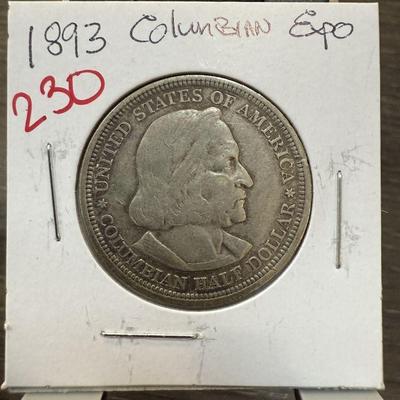 1893 Columbian Expo
230
★ UNITED STATES OF AMERICA ★
COLUMBIAN HALF DOLLAR